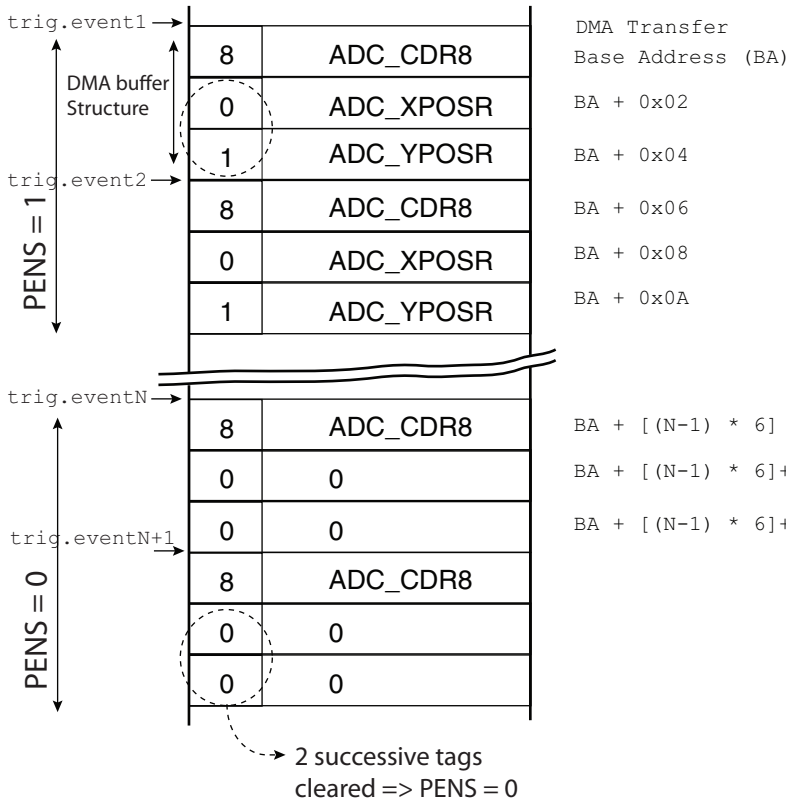 trig.event1
DMA Transfer
8 ADC_CDR8 Base Address (BA)
DMA buffer
Structure
0 ADC_XPOSR BA + 0x02
1 ADC_YPOSR BA + 0x04
trig.event2
8 ADC_CDR8 BA + 0x06
PENS = 1
0 ADC_XPOSR BA + 0x08
1 ADC_YPOSR BA + 0x0A
trig.eventN
8 ADC_CDR8 BA + [(N-1) * 6]
0 0 BA + [(N-1) * 6]+
0 0 BA + [(N-1) * 6]+
trig.eventN+1
8 ADC_CDR8
PENS = 0
0 0
0 0
2 successive tags
cleared => PENS = 0